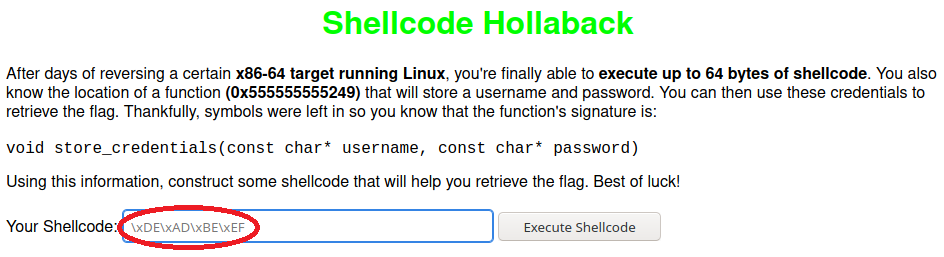 Shellcode Hollaback
After days of reversing a certain x86-64 target running Linux, you're finally able to execute up to 64 bytes of shellcode. You also
know the location of a function (0x555555555249) that will store a username and password. You can then use these credentials to
retrieve the flag. Thankfully, symbols were left in so you know that the function's signature is:
void store_credentials(const char* username, const char* password)
Using this information, construct some shellcode that will help you retrieve the flag. Best of luck!
Your Shellcode: \xDE\xAD\xBE\xEF Execute Shellcode